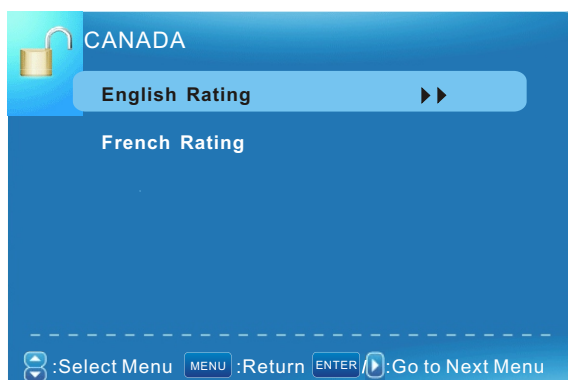 CANADA
English Rating
French Rating
:Select Menu MENU :Return ENTER / :Go to Next Menu